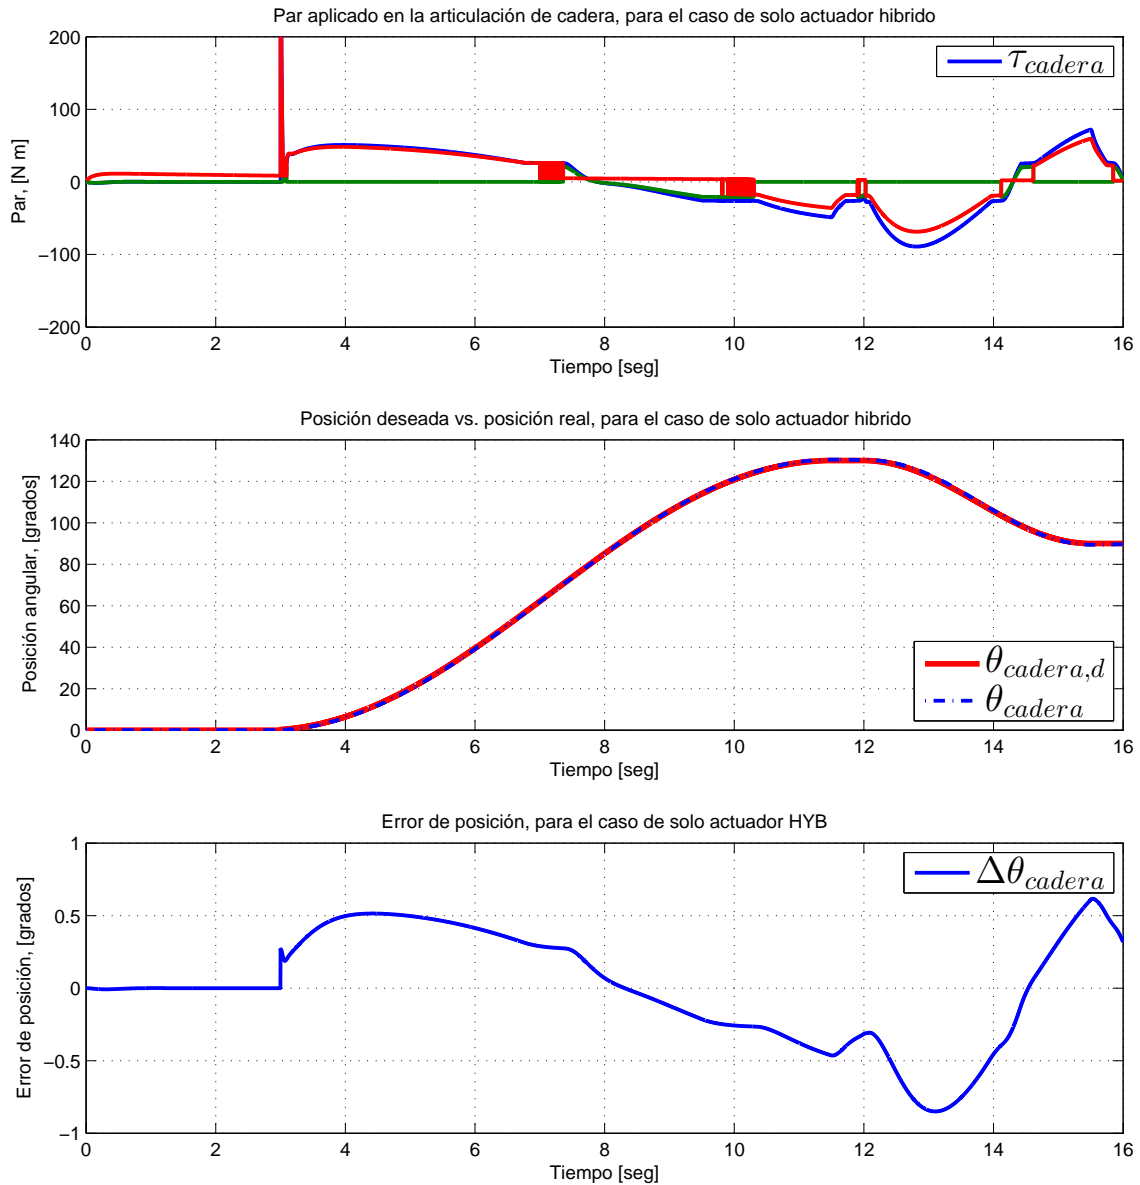 Par aplicado en la articulación de cadera, para el caso de solo actuador hibrido
Par, [N m]
200
100
0
−100
−200
τcadera
0 2 4 6 8 10 12 14 16
Tiempo [seg]
Posición deseada vs. posición real, para el caso de solo actuador hibrido
Posición angular, [grados]
140
120
100
80
60
40
20
0
θcadera,d
θcadera
0 2 4 6 8 10 12 14 16
Tiempo [seg]
Error de posición, para el caso de solo actuador HYB
Error de posición, [grados]
1
0.5
0
−0.5
−1
Δθcadera
0 2 4 6 8 10 12 14 16
Tiempo [seg]